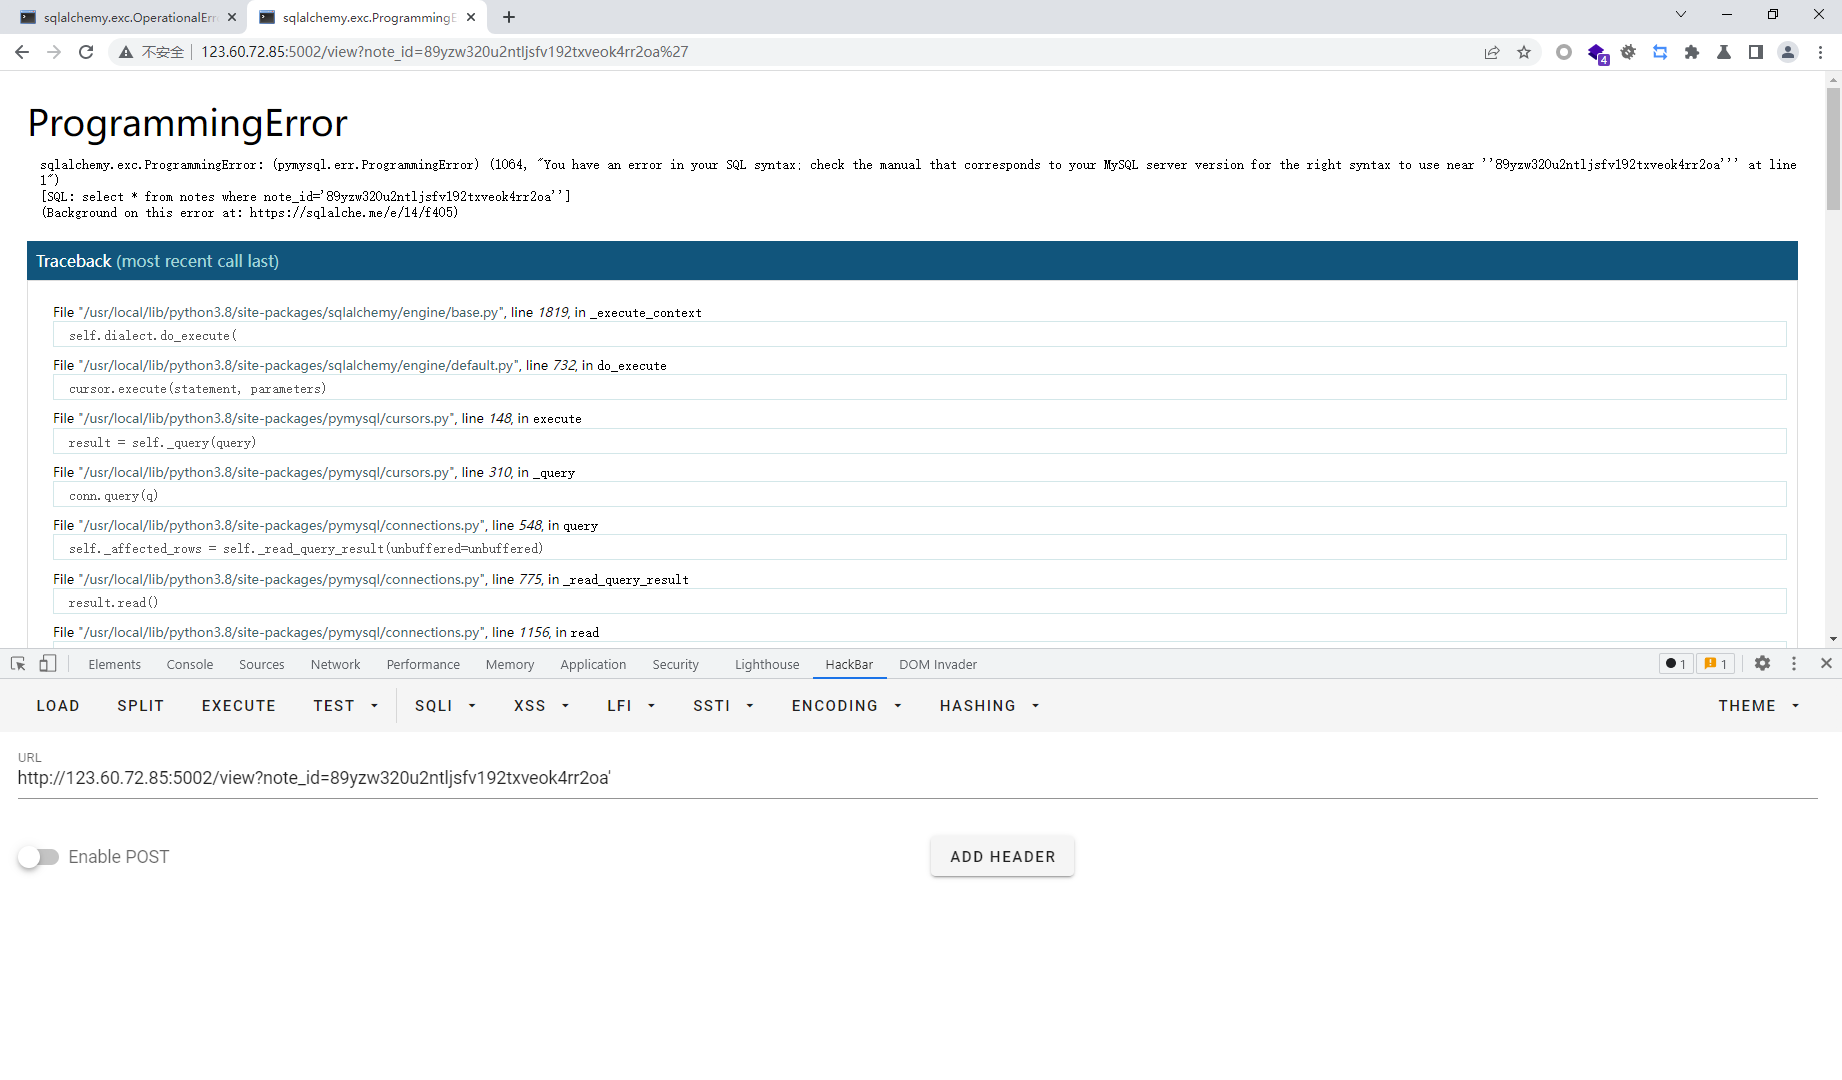 sqlalchemy.exc.OperationalErr
sqlalchemy.exc.ProgrammingE
不安全
123.60.72.85:5002/view?note_id=89yzw320u2ntljsfv192txveok4rr2oa%27
4
ProgrammingError
sqlalchemy.exc.ProgrammingError: (pymysql.err.ProgrammingError) (1064, "You have an error in your SQL syntax; check the manual that corresponds to your MySQL server version for the right syntax to use near ''89yzw320u2ntljsfv192txveok4rr2oa''' at line
1")
[SQL: select * from notes where note_id='89yzw320u2ntljsfv192txveok4rr2oa'']
(Background on this error at: https://sqlalche.me/e/14/f405)
Traceback (most recent call last)
File "/usr/local/lib/python3.8/site-packages/sqlalchemy/engine/base.py", line 1819, in _execute_context
self.dialect.do_execute(
File "/usr/local/lib/python3.8/site-packages/sqlalchemy/engine/default.py", line 732, in do_execute
cursor.execute(statement, parameters)
File "/usr/local/lib/python3.8/site-packages/pymysql/cursors.py", line 148, in execute
result = self._query(query)
File "/usr/local/lib/python3.8/site-packages/pymysql/cursors.py", line 310, in _query
conn.query(q)
File "/usr/local/lib/python3.8/site-packages/pymysql/connections.py", line 548, in query
self._affected_rows = self._read_query_result(unbuffered=unbuffered)
File "/usr/local/lib/python3.8/site-packages/pymysql/connections.py", line 775, in _read_query_result
result.read()
File "/usr/local/lib/python3.8/site-packages/pymysql/connections.py", line 1156, in read
Elements Console Sources Network Performance Memory Application Security Lighthouse HackBar DOM Invader 1 1
LOAD SPLIT EXECUTE TEST SQLI XSS LFI SSTI ENCODING HASHING THEME
URL
http://123.60.72.85:5002/view?note_id=89yzw320u2ntljsfv192txveok4rr2oa'
Enable POST
ADD HEADER